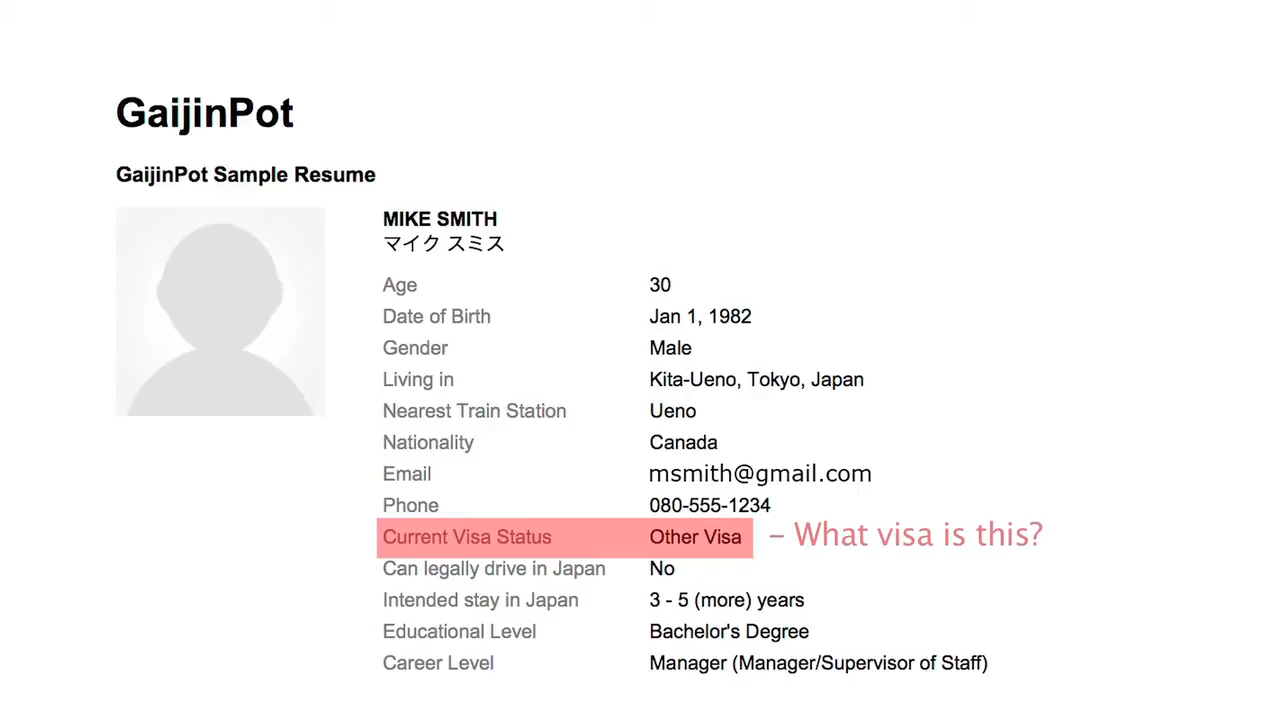 GaijinPot
GaijinPot Sample Resume
MIKE SMITH
マイク スミス
Age 30
Date of Birth Jan 1, 1982
Gender Male
Living in Kita-Ueno, Tokyo, Japan
Nearest Train Station Ueno
Nationality Canada
Email msmith@gmail.com
Phone 080-555-1234
Current Visa Status Other Visa – What visa is this?
Can legally drive in Japan No
Intended stay in Japan 3 - 5 (more) years
Educational Level Bachelor's Degree
Career Level Manager (Manager/Supervisor of Staff)